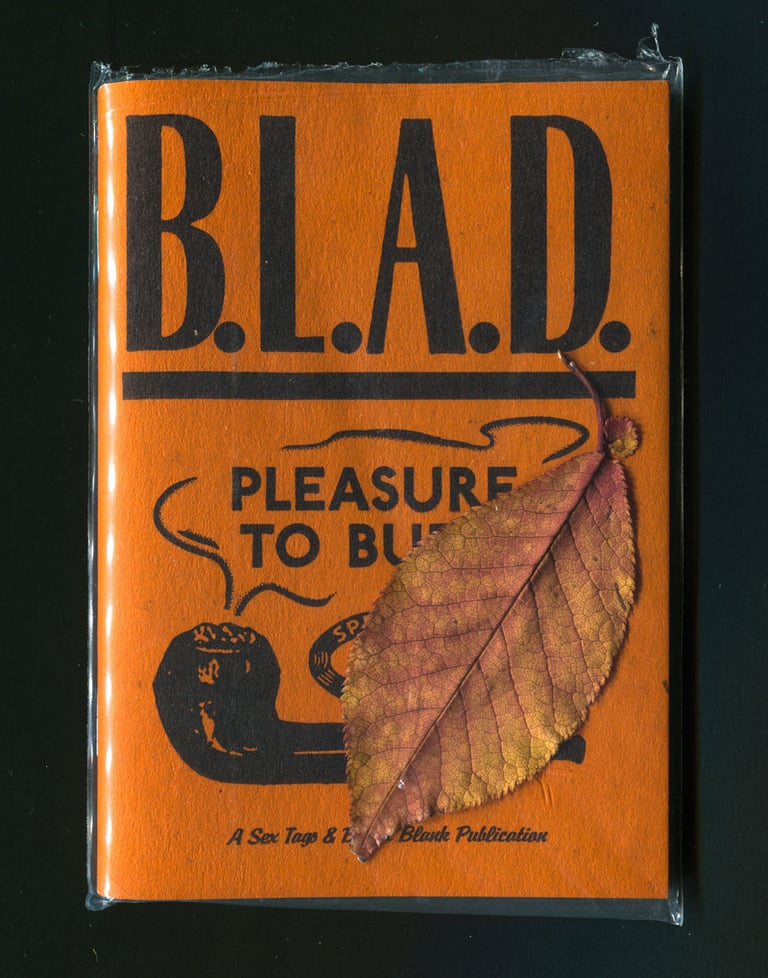 B.L.A.D.
PLEASURE
TO
A Sex Tags & Blank Publication